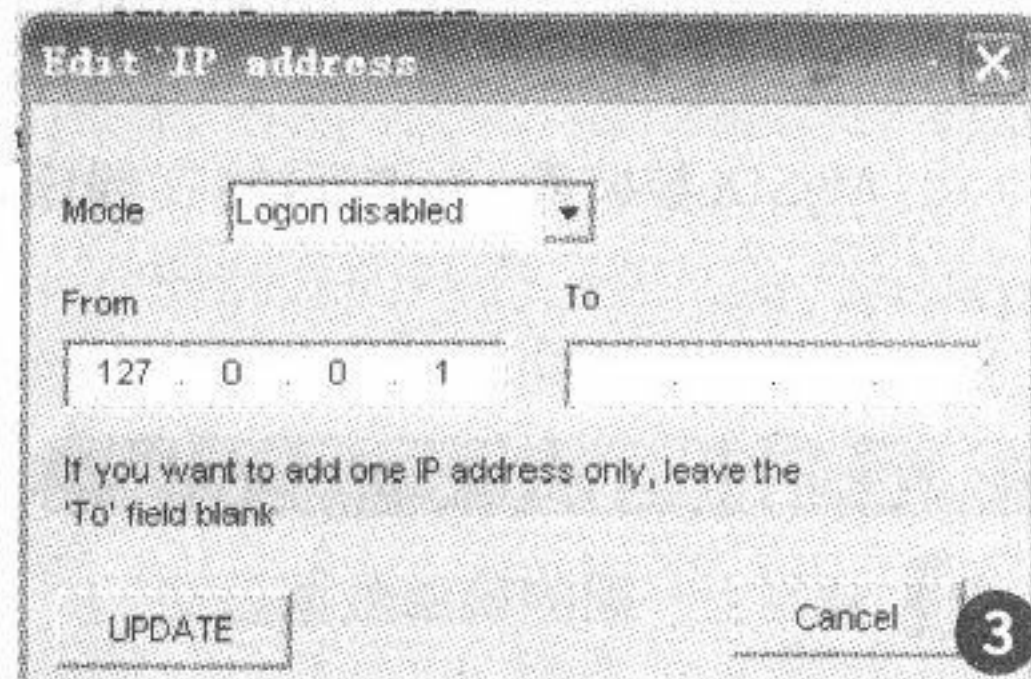 Edit IP address
Mode Logon disabled
From To
127 . 0 . 0 . 1 . . .
If you want to add one IP address only, leave the
'To' field blank
UPDATE Cancel
3